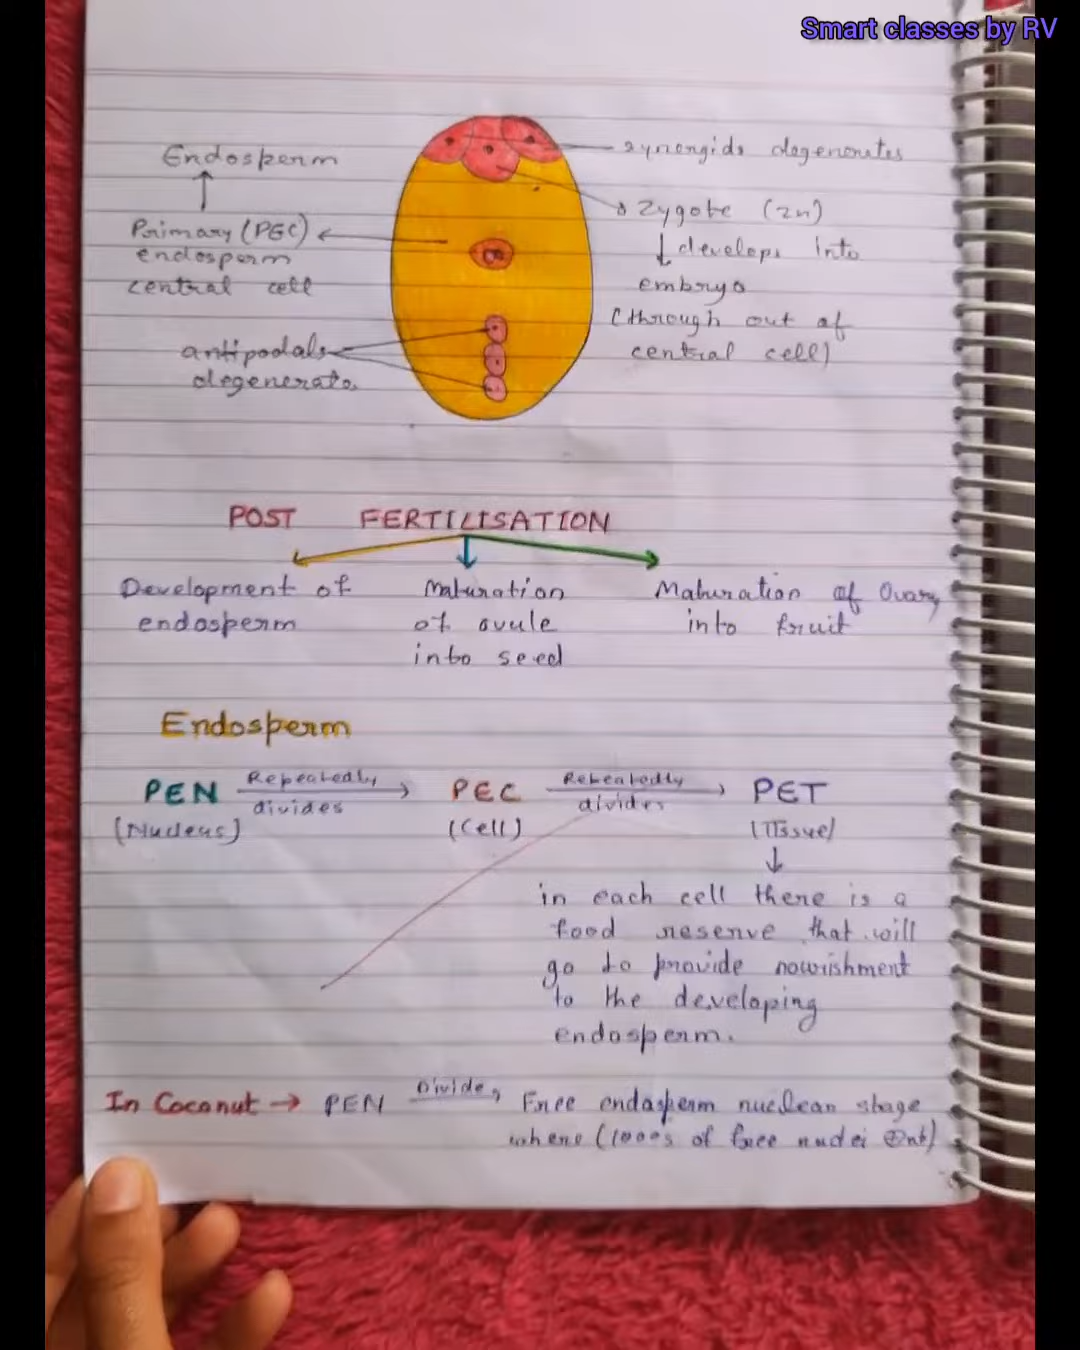 Smart classes by RV
Endosperm
Primary (PEC)
endosperm
central cell
antipodals
degenerate
synergids degenerates
Zygote (2n)
develops into
embryo
(through out of
central cell)
POST FERTILISATION
Development of
endosperm
Maturation
of ovule
into seed
Maturation of Ovary
into fruit
Endosperm
PEN Repeatedly divides → PEC Repeatedly divides → PET
(Nucleus) (Cell) (Tissue)
in each cell there is a
food reserve that will
go to provide nourishment
to the developing
endosperm.
In Coconut → PEN Divide, Free endosperm nuclear stage
where (1000s of free nuclei